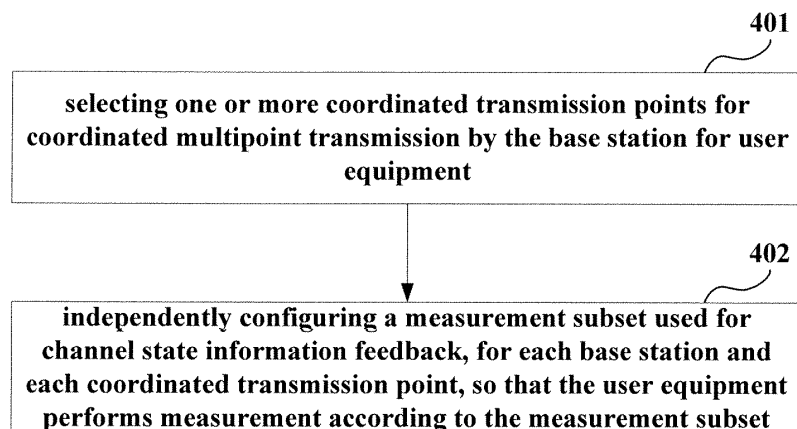 401
selecting one or more coordinated transmission points for
coordinated multipoint transmission by the base station for user
equipment
402
independently configuring a measurement subset used for
channel state information feedback, for each base station and
each coordinated transmission point, so that the user equipment
performs measurement according to the measurement subset